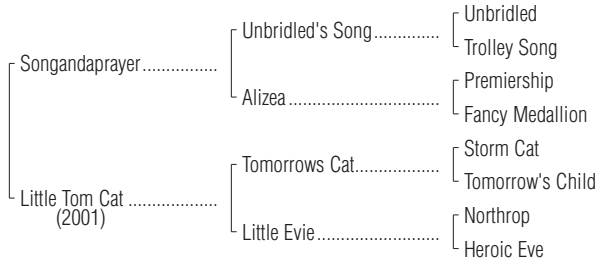 Unbridled
Unbridled's Song..............
Trolley Song
Songandaprayer................
Premiership
Alizea ................................
Fancy Medallion
Storm Cat
Tomorrows Cat..................
Tomorrow's Child
Little Tom Cat ...................
(2001)
Northrop
Little Evie..........................
Heroic Eve